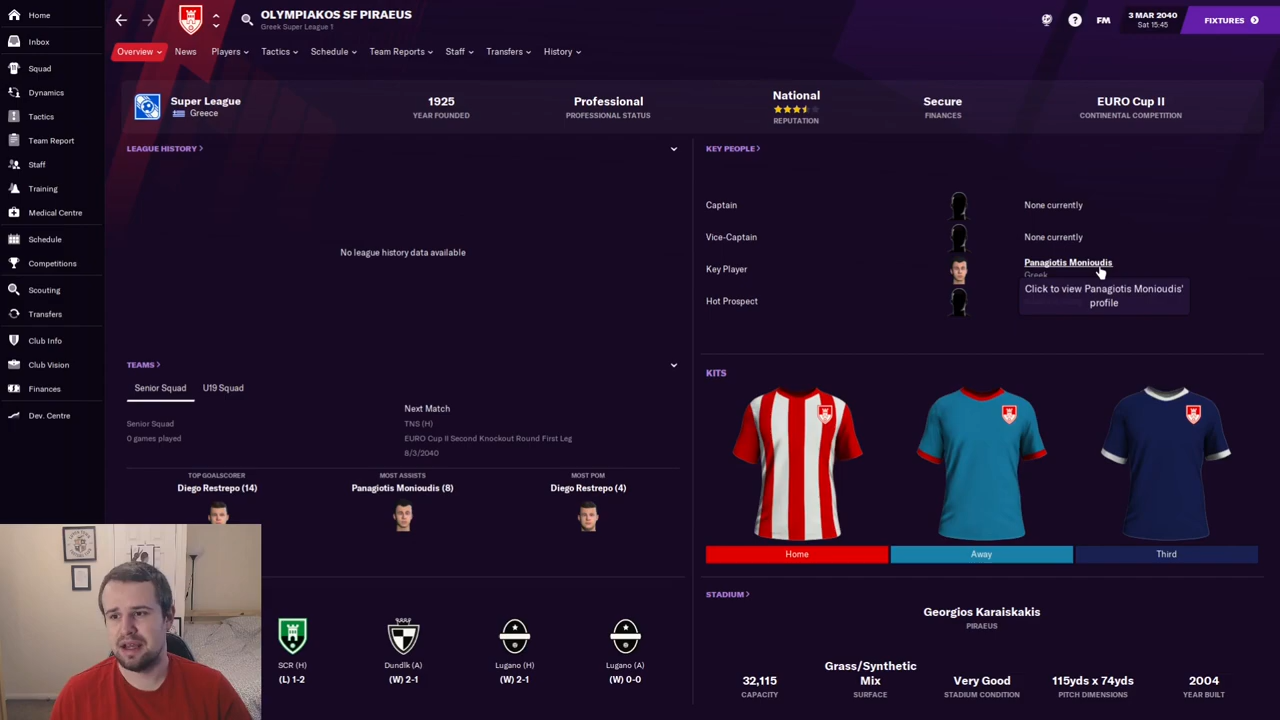 Home
OLYMPIAKOS SF PIRAEUS
Greek Super League 1
?
FM
3 MAR 2040
Sat 15:45
FIXTURES
Inbox
Overview
News
Players
Tactics
Schedule
Team Reports
Staff
Transfers
History
Squad
Dynamics
Tactics
Team Report
Staff
Training
Medical Centre
Schedule
Competitions
Scouting
Transfers
Club Info
Club Vision
Finances
Dev. Centre
Super League
Greece
1925
YEAR FOUNDED
Professional
PROFESSIONAL STATUS
National
REPUTATION
Secure
FINANCES
EURO Cup II
CONTINENTAL COMPETITION
LEAGUE HISTORY >
No league history data available
KEY PEOPLE >
Captain
None currently
Vice-Captain
None currently
Key Player
Panagiotis Monioudis
Greek
Hot Prospect
Click to view Panagiotis Monioudis'
profile
TEAMS >
Senior Squad
U19 Squad
Senior Squad
0 games played
Next Match
TNS (H)
EURO Cup II Second Knockout Round First Leg
8/3/2040
TOP GOALSCORER
Diego Restrepo (14)
MOST ASSISTS
Panagiotis Monioudis (8)
MOST POM
Diego Restrepo (4)
KITS
Home
Away
Third
SCR (H)
(L) 1-2
Dundlk (A)
(W) 2-1
Lugano (H)
(W) 2-1
Lugano (A)
(W) 0-0
STADIUM >
Georgios Karaiskakis
PIRAEUS
32,115
CAPACITY
Grass/Synthetic
Mix
SURFACE
Very Good
STADIUM CONDITION
115yds x 74yds
PITCH DIMENSIONS
2004
YEAR BUILT